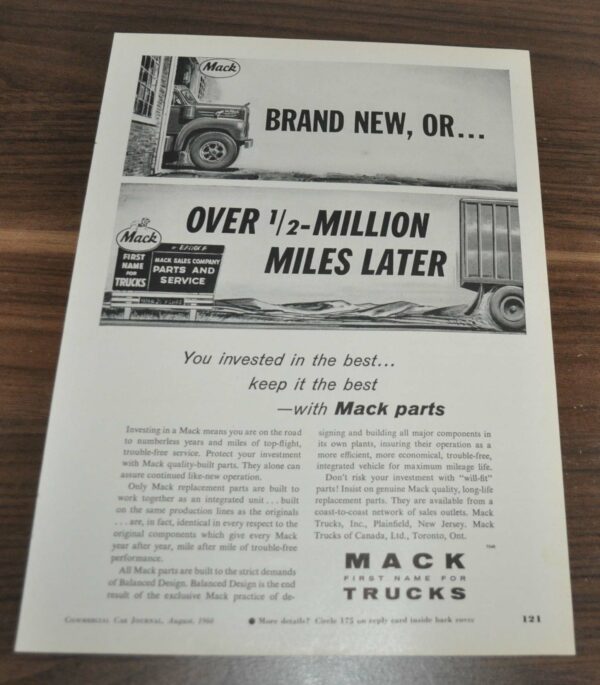 Mack
BRAND NEW, OR...
OVER 1/2-MILLION
MILES LATER
Mack
FIRST
NAME
FOR
TRUCKS
MACK SALES COMPANY
PARTS AND
SERVICE
You invested in the best...
keep it the best
—with Mack parts
Investing in a Mack means you are on the road
to numberless years and miles of top-flight,
trouble-free service. Protect your investment
with Mack quality-built parts. They alone can
assure continued like-new operation.
Only Mack replacement parts are built to
work together as an integrated unit . . . built
on the same production lines as the originals
. . . are, in fact, identical in every respect to the
original components which give every Mack
year after year, mile after mile of trouble-free
performance.
All Mack parts are built to the strict demands
of Balanced Design. Balanced Design is the end
result of the exclusive Mack practice of de-
signing and building all major components in
its own plants, insuring their operation as a
more efficient, more economical, trouble-free,
integrated vehicle for maximum mileage life.
Don't risk your investment with "will-fit"
parts! Insist on genuine Mack quality, long-life
replacement parts. They are available from a
coast-to-coast network of sales outlets. Mack
Trucks, Inc., Plainfield, New Jersey. Mack
Trucks of Canada, Ltd., Toronto, Ont.
MACK
FIRST NAME FOR
TRUCKS
COMMERCIAL CAR JOURNAL, August, 1960
● More details? Circle 175 on reply card inside back cover
121